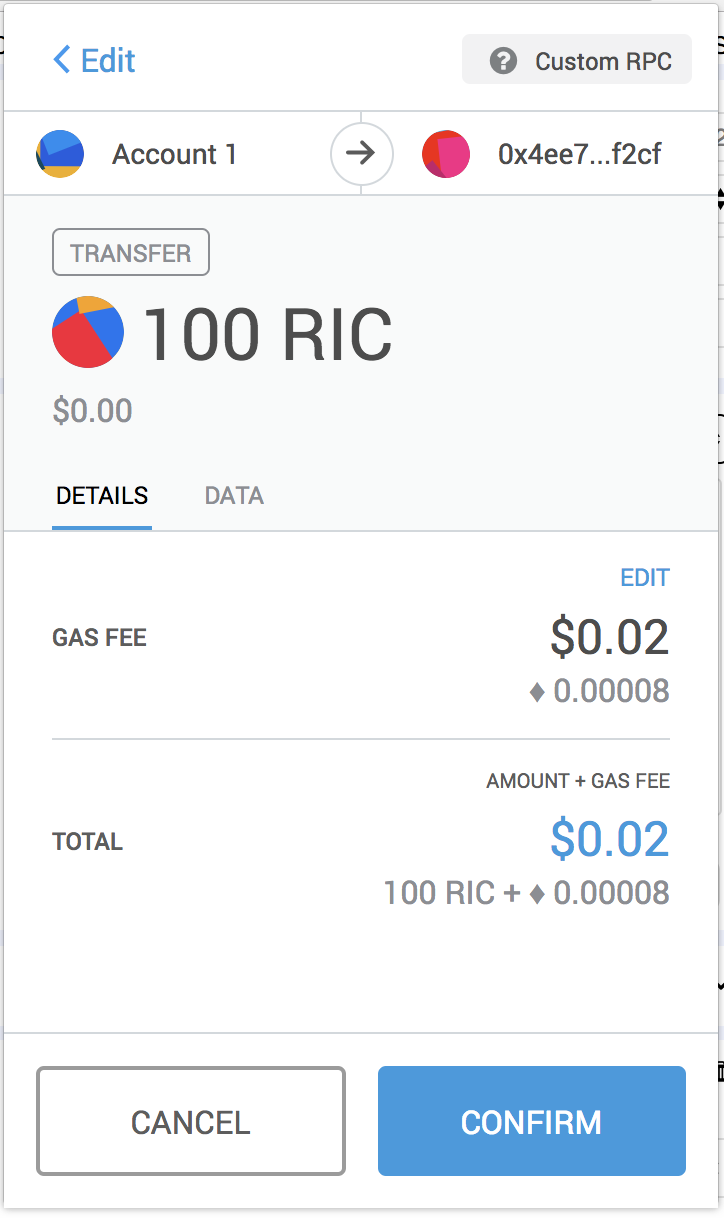 Edit
Custom RPC
Account 1
0x4ee7...f2cf
TRANSFER
100 RIC
$0.00
DETAILS DATA
EDIT
GAS FEE $0.02
♦ 0.00008
AMOUNT + GAS FEE
TOTAL $0.02
100 RIC + ♦ 0.00008
CANCEL CONFIRM